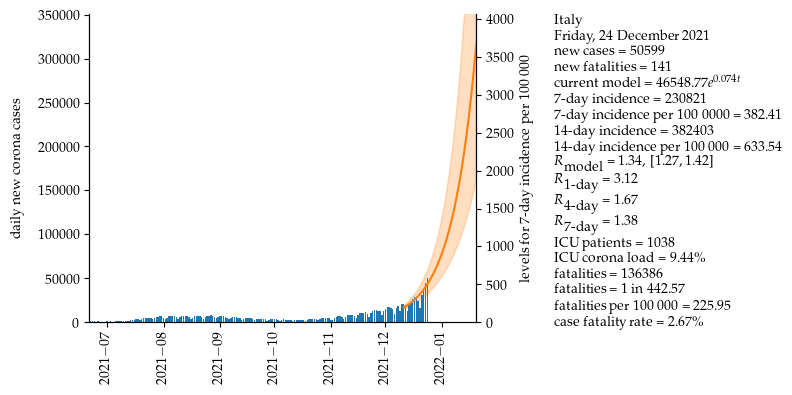 350000
300000
250000
200000
150000
100000
50000
0
daily new corona cases
4000
3500
3000
2500
2000
1500
1000
500
0
levels for 7-day incidence per 100 000
2021−07
2021−08
2021−09
2021−10
2021−11
2021−12
2022−01
Italy
Friday, 24 December 2021
new cases = 50599
new fatalities = 141
current model = 46548.77e^0.074t
7-day incidence = 230821
7-day incidence per 100 0000 = 382.41
14-day incidence = 382403
14-day incidence per 100 000 = 633.54
R model = 1.34, [1.27, 1.42]
R 1-day = 3.12
R 4-day = 1.67
R 7-day = 1.38
ICU patients = 1038
ICU corona load = 9.44%
fatalities = 136386
fatalities = 1 in 442.57
fatalities per 100 000 = 225.95
case fatality rate = 2.67%